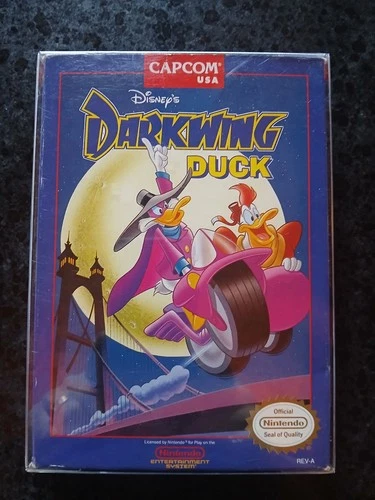 CAPCOM®
USA
Disney's
DARKWING
DUCK
Official
Nintendo
Seal of Quality
Licensed by Nintendo® for Play on the
Nintendo
ENTERTAINMENT
SYSTEM®
REV-A